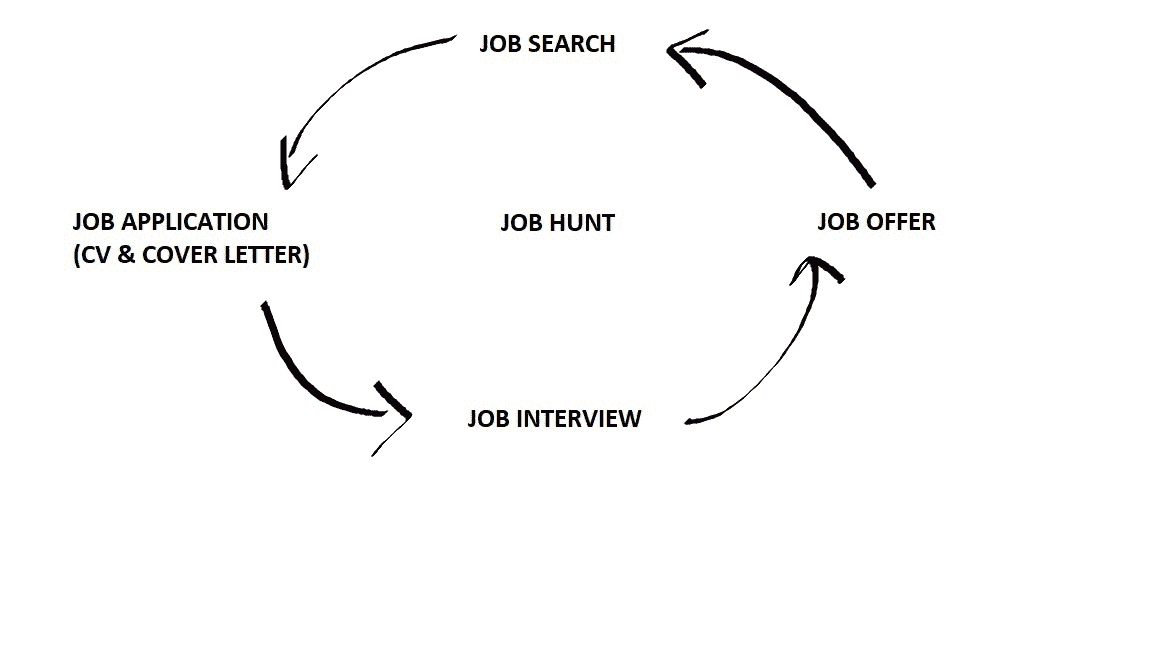 JOB SEARCH
JOB APPLICATION
(CV & COVER LETTER)
JOB HUNT
JOB OFFER
JOB INTERVIEW